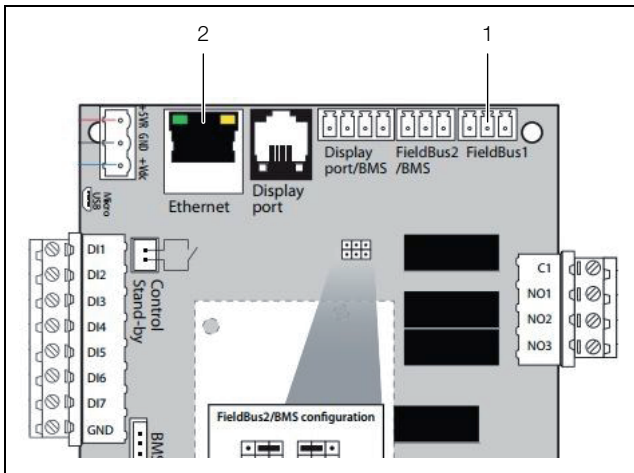 2
1
+5VR GND +Vdc
Micro USB
Ethernet
Display
port
Display
port/BMS
FieldBus2
/BMS
FieldBus1
DI1
DI2
DI3
DI4
DI5
DI6
DI7
GND
Control
Stand-by
C1
NO1
NO2
NO3
FieldBus2/BMS configuration
BMS